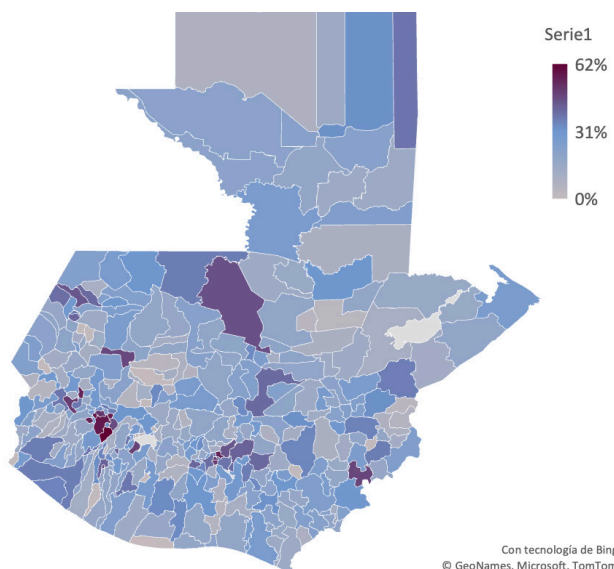 Serie1
62%
31%
0%
Con tecnología de Bing
© GeoNames, Microsoft, TomTom